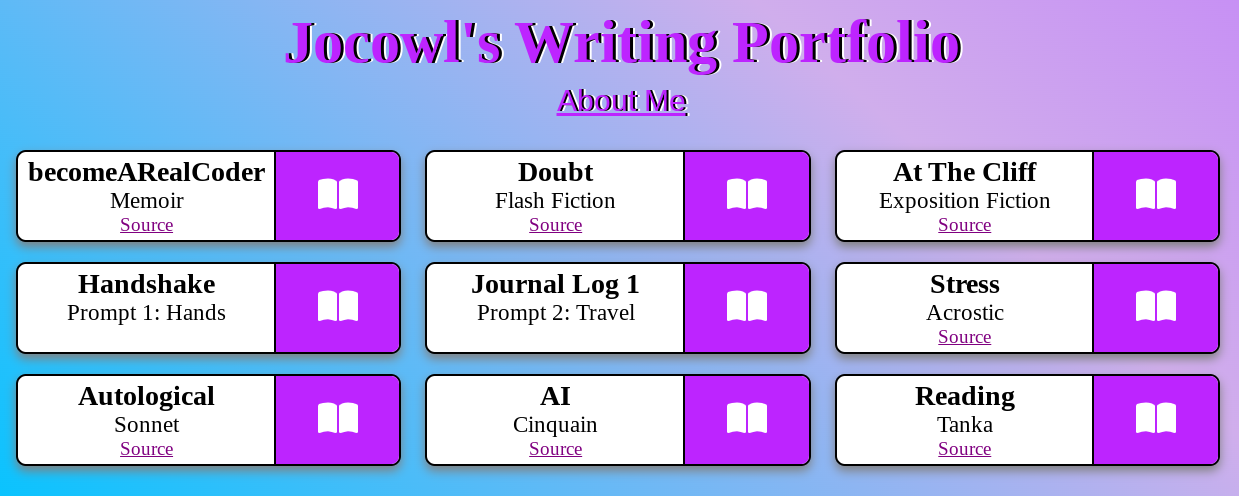 Jocowl's Writing Portfolio
About Me
becomeARealCoder
Memoir
Source
Doubt
Flash Fiction
Source
At The Cliff
Exposition Fiction
Source
Handshake
Prompt 1: Hands
Journal Log 1
Prompt 2: Travel
Stress
Acrostic
Source
Autological
Sonnet
Source
AI
Cinquain
Source
Reading
Tanka
Source